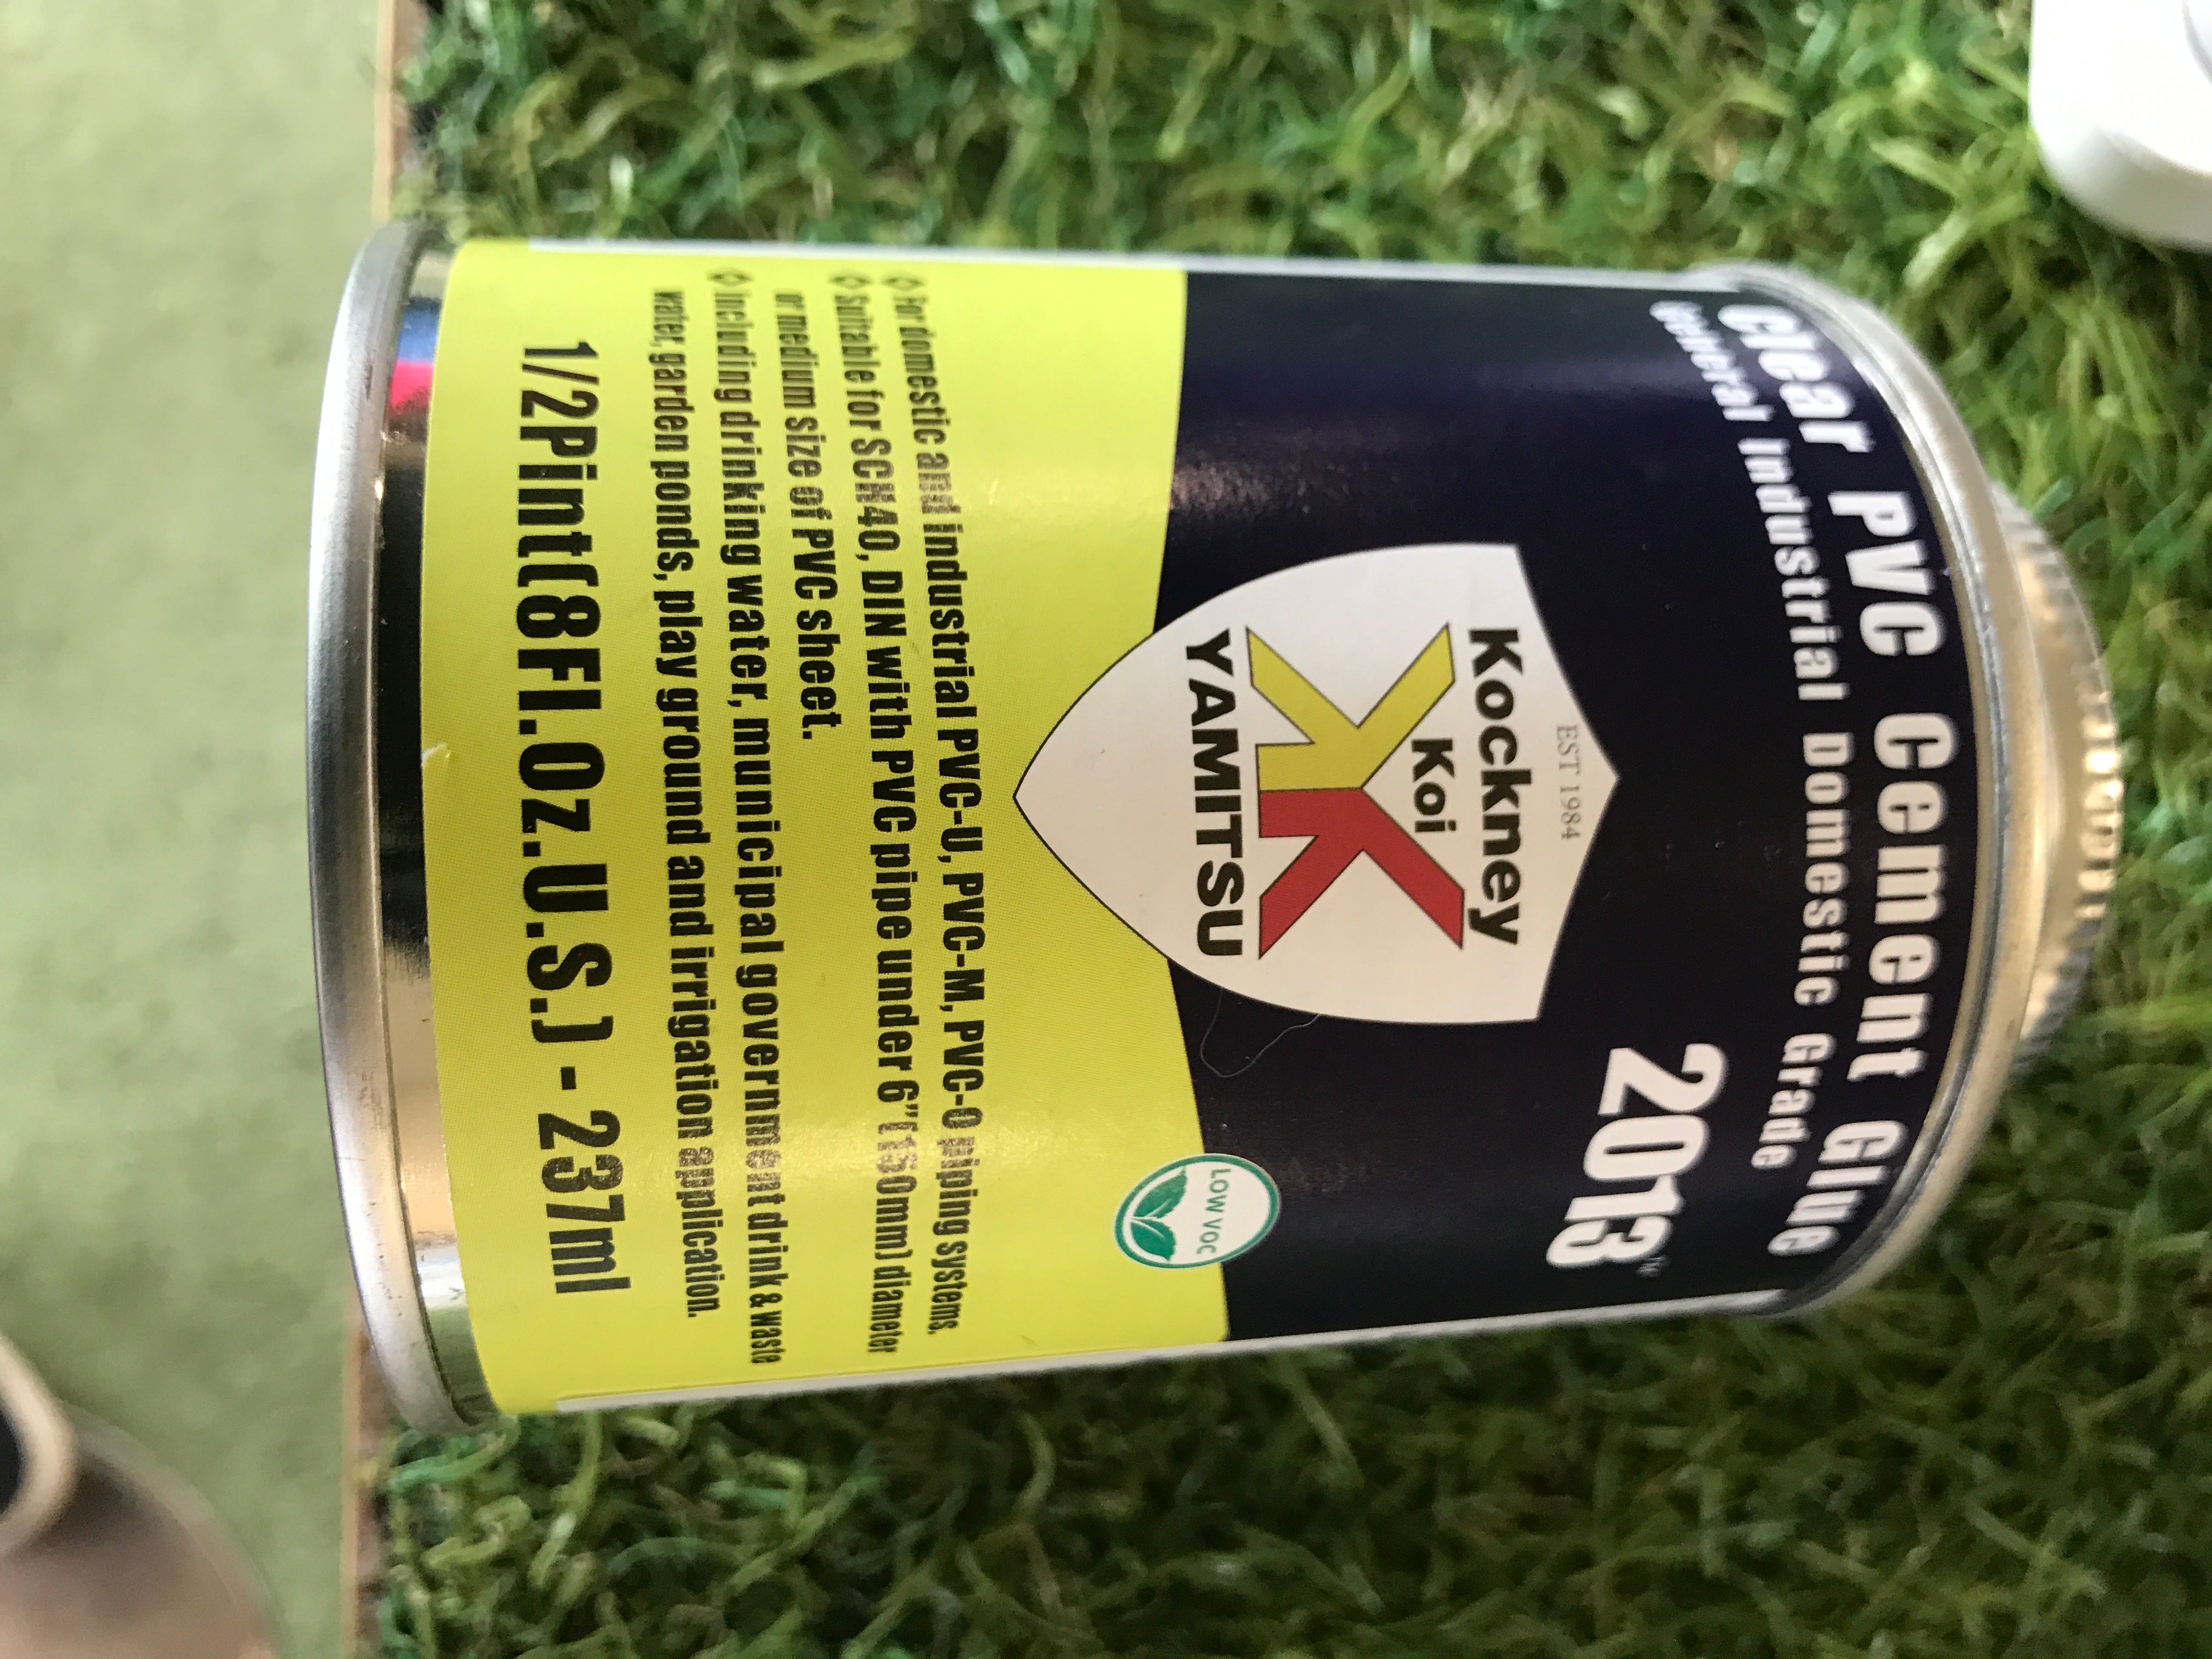 Clear PVC Cement Glue
General Industrial Domestic Grade
2013™
EST 1984
Kockney
Koi
YAMITSU
LOW VOC
For domestic and industrial PVC-U, PVC-M, PVC-O piping systems.
Suitable for SCH40, DIN with PVC pipe under 6"(150mm) diameter
or medium size of PVC sheet.
Including drinking water, municipal government drink & waste
water, garden ponds, play ground and irrigation application.
1/2Pint(8Fl.Oz.U.S.) - 237ml